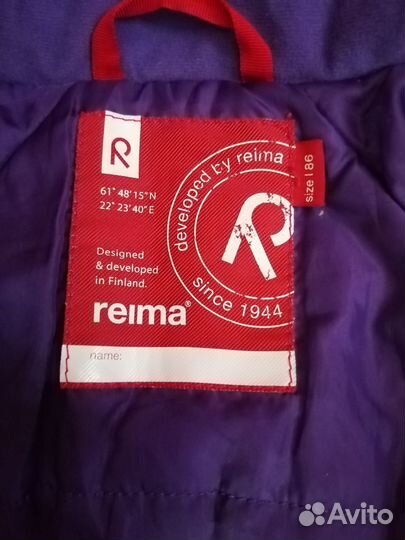 R
61° 48'15"N
22° 23'40"E
Designed
& developed
in Finland.
reima®
name:
developed by reima
R
since 1944
size | 86
Avito